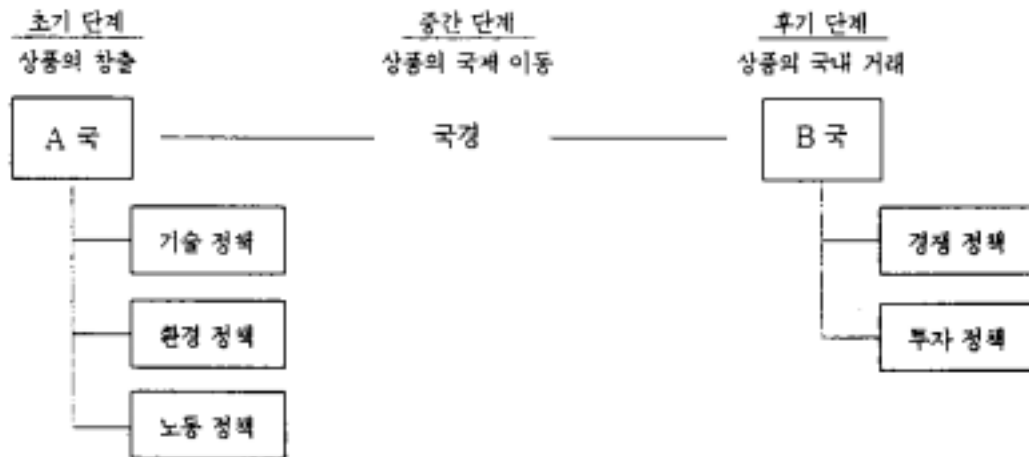 초기 단계 중간 단계 후기 단계
상품의 창출 상품의 국제 이동 상품의 국내 거래
A 국 국경 B 국
기술 정책 경쟁 정책
환경 정책 투자 정책
노동 정책